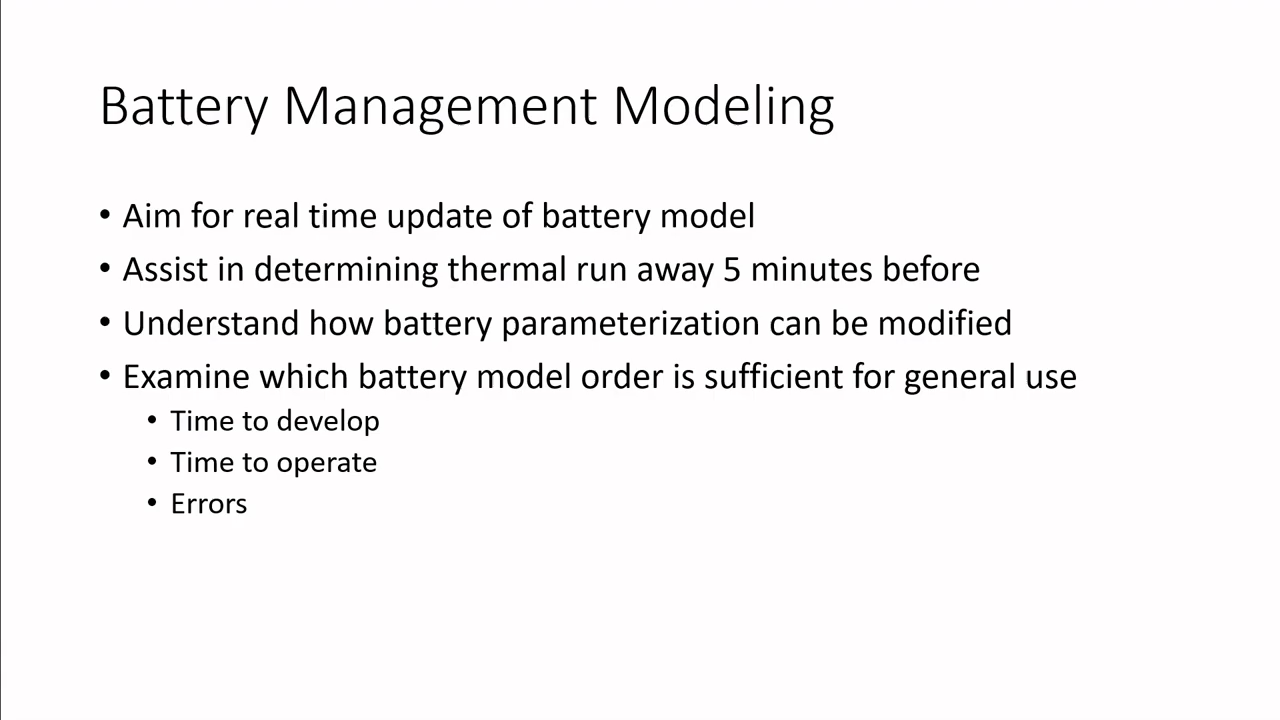 Battery Management Modeling
• Aim for real time update of battery model
• Assist in determining thermal run away 5 minutes before
• Understand how battery parameterization can be modified
• Examine which battery model order is sufficient for general use
• Time to develop
• Time to operate
• Errors